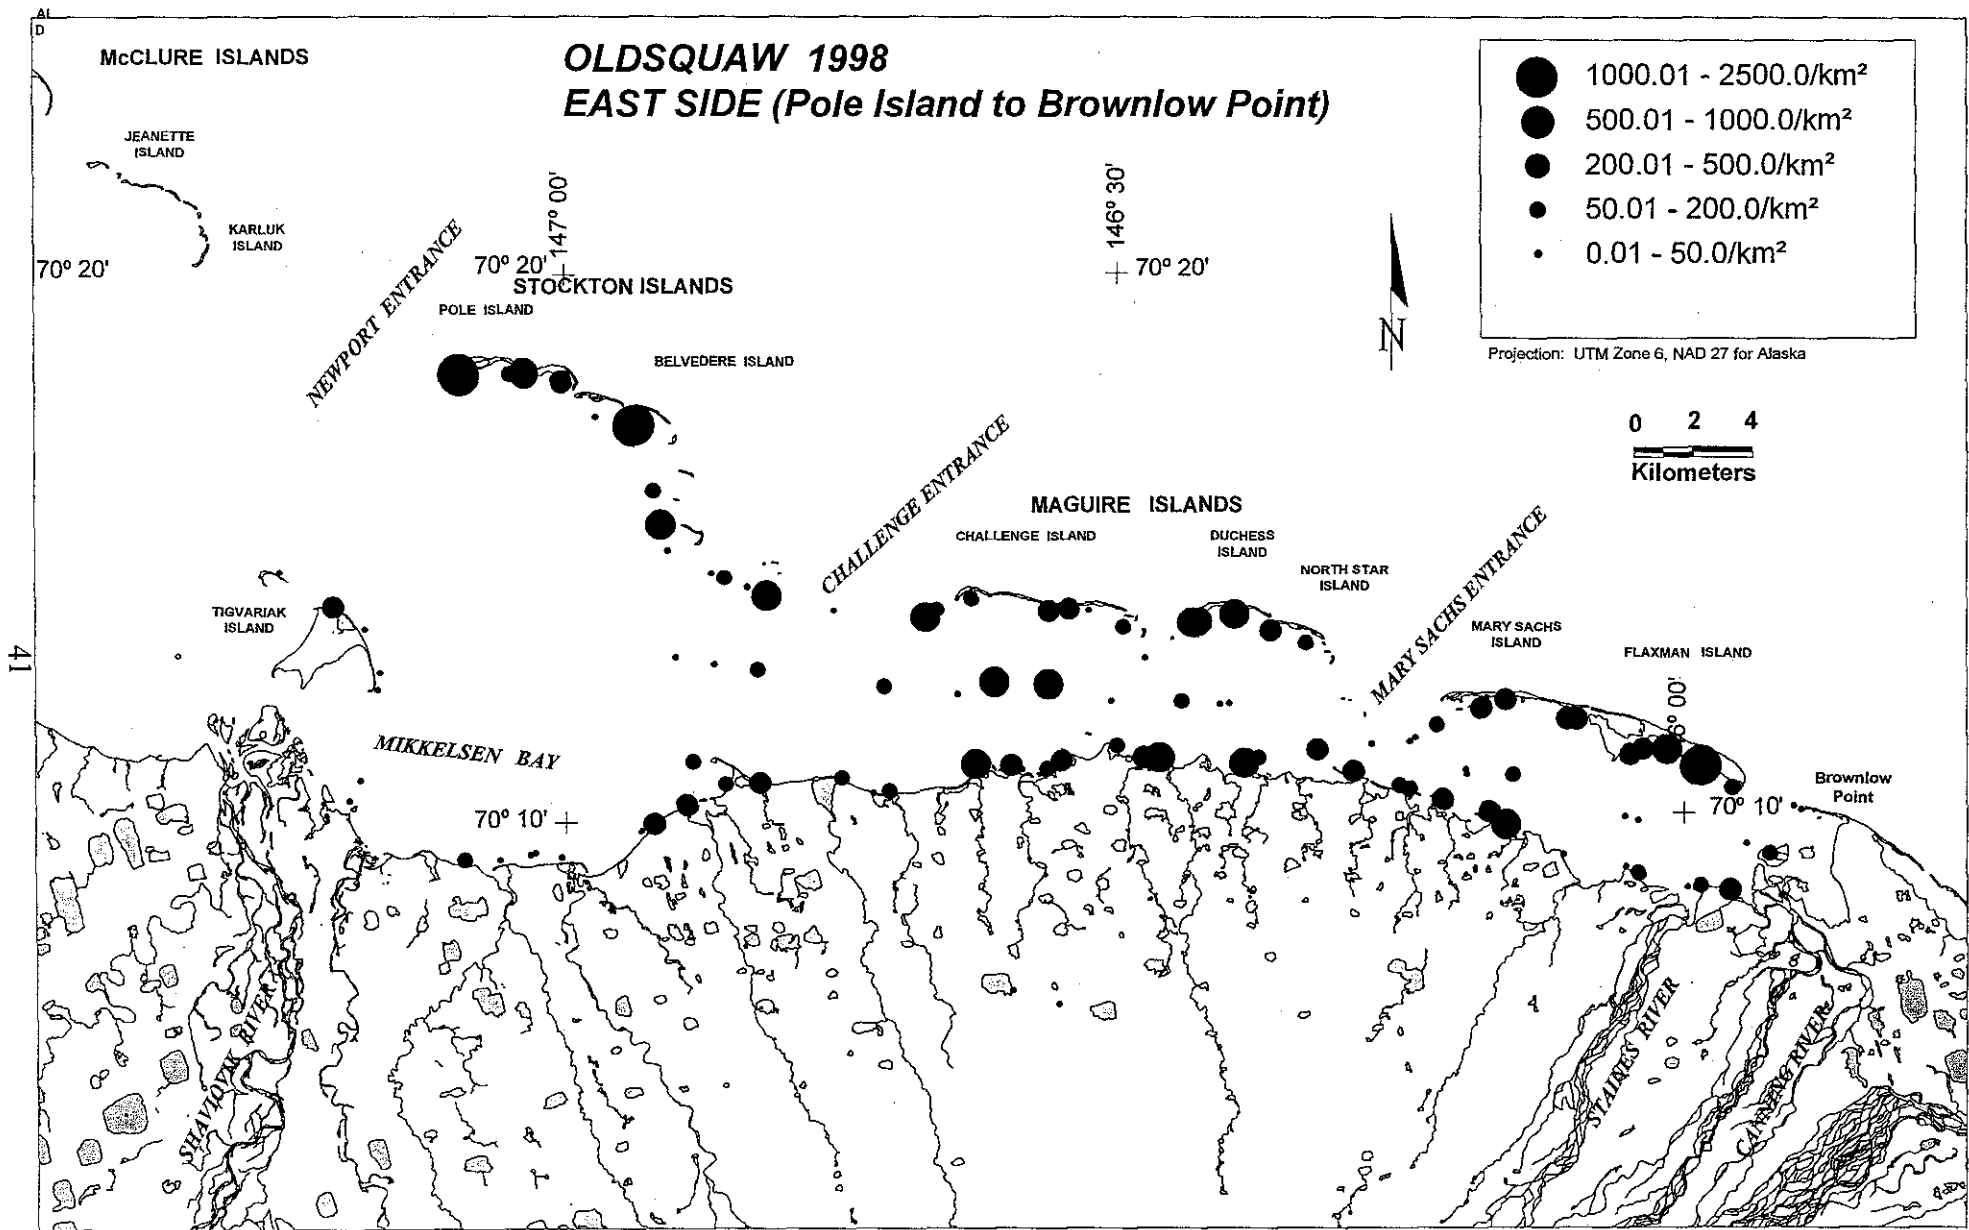 McCLURE ISLANDS
OLDSQUAW 1998
EAST SIDE (Pole Island to Brownlow Point)
1000.01 - 2500.0/km²
500.01 - 1000.0/km²
200.01 - 500.0/km²
50.01 - 200.0/km²
0.01 - 50.0/km²
Projection: UTM Zone 6, NAD 27 for Alaska
JEANETTE
ISLAND
KARLUK
ISLAND
70° 20'
NEWPORT ENTRANCE
70° 20'
147° 00'
146° 30'
70° 20'
N
STOCKTON ISLANDS
POLE ISLAND
BELVEDERE ISLAND
0 2 4
Kilometers
CHALLENGE ENTRANCE
MAGUIRE ISLANDS
CHALLENGE ISLAND
DUCHESS
ISLAND
NORTH STAR
ISLAND
MARY SACHS ENTRANCE
MARY SACHS
ISLAND
FLAXMAN ISLAND
TIGVARIAK
ISLAND
41
MIKKELSEN BAY
Brownlow
Point
70° 10'
70° 10'
SHAVIOVIK RIVER
STAINES RIVER
CANNING RIVER